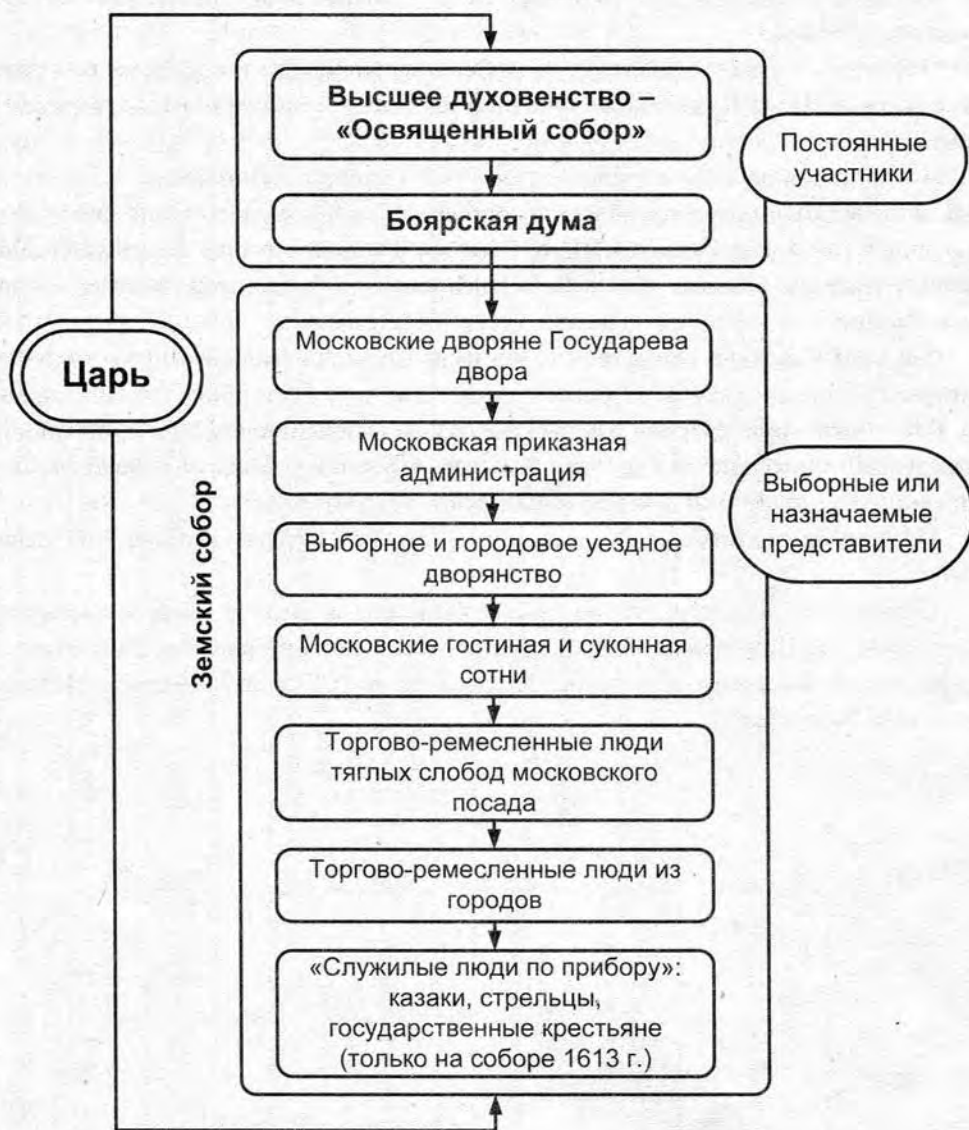 Высшее духовенство –
«Освященный собор»
Постоянные
участники
Боярская дума
Царь
Земский собор
Московские дворяне Государева
двора
Московская приказная
администрация
Выборные или
назначаемые
представители
Выборное и городовое уездное
дворянство
Московские гостиная и суконная
сотни
Торгово-ремесленные люди
тяглых слобод московского
посада
Торгово-ремесленные люди из
городов
«Служилые люди по прибору»:
казаки, стрельцы,
государственные крестьяне
(только на соборе 1613 г.)